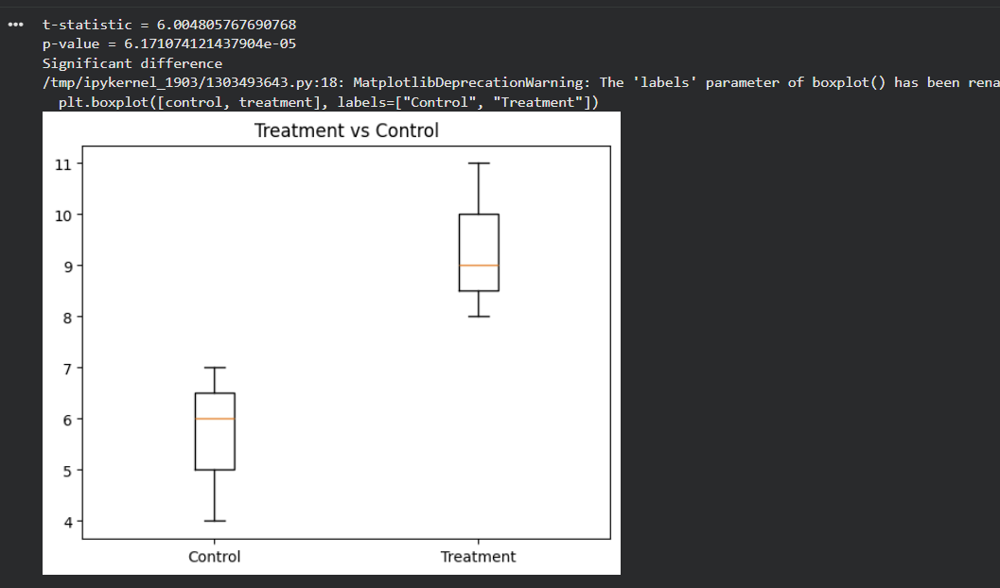 t-statistic = 6.004805767690768
p-value = 6.171074121437904e-05
Significant difference
/tmp/ipykernel_1903/1303493643.py:18: MatplotlibDeprecationWarning: The 'labels' parameter of boxplot() has been rena
plt.boxplot([control, treatment], labels=["Control", "Treatment"])
Treatment vs Control
11
10
9
8
7
6
5
4
Control Treatment